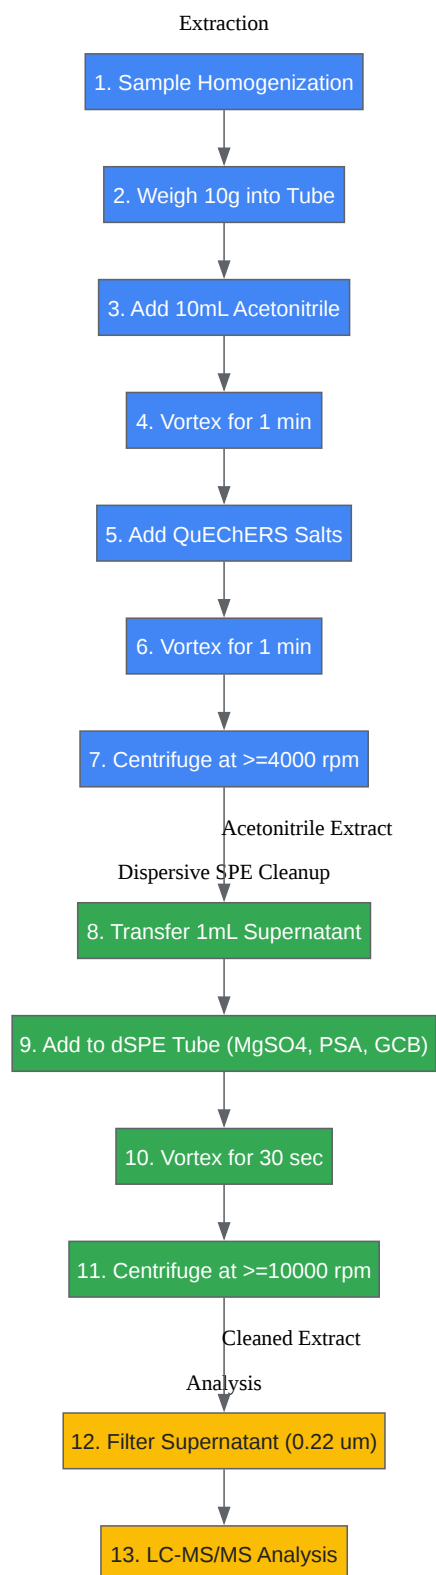 Extraction
1. Sample Homogenization
2. Weigh 10g into Tube
3. Add 10mL Acetonitrile
4. Vortex for 1 min
5. Add QuEChERS Salts
6. Vortex for 1 min
7. Centrifuge at >=4000 rpm
Acetonitrile Extract
Dispersive SPE Cleanup
8. Transfer 1mL Supernatant
9. Add to dSPE Tube (MgSO4, PSA, GCB)
10. Vortex for 30 sec
11. Centrifuge at >=10000 rpm
Cleaned Extract
Analysis
12. Filter Supernatant (0.22 um)
13. LC-MS/MS Analysis